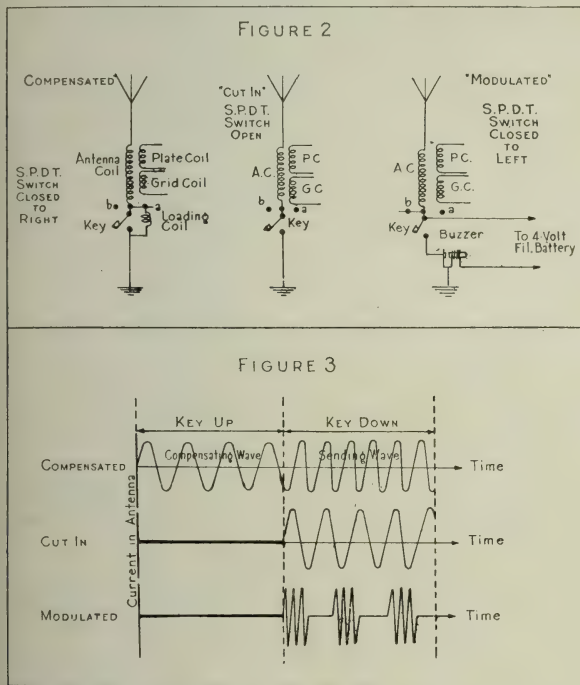 FIGURE 2
COMPENSATED"
"CUT IN"
S.P.D.T.
SWITCH
OPEN
"MODULATED"
S.P.D.T.
SWITCH
CLOSED
TO
LEFT
S.P.D.T.
SWITCH
CLOSED
TO
RIGHT
Antenna
Coil
Plate Coil
Grid Coil
b
a
Key
Loading
Coil
A.C.
P.C
G.C.
b
a
Key
A.C
P.C.
G.C.
b
a
Key
Buzzer
To 4-Volt
Fil. Battery
FIGURE 3
KEY UP
KEY DOWN
COMPENSATED
Compensating Wave
Sending Wave
Time
Current in Antenna
CUT IN
Time
MODULATED
Time